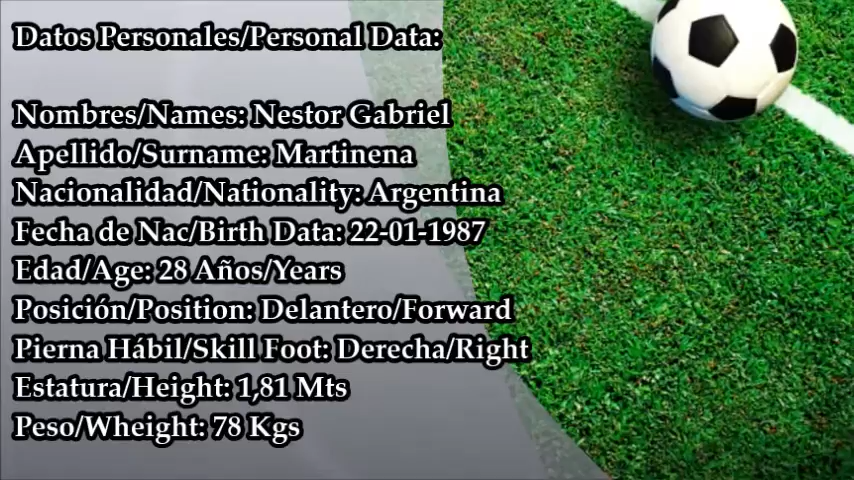 Datos Personales/Personal Data:
Nombres/Names: Nestor Gabriel
Apellido/Surname: Martinena
Nacionalidad/Nationality: Argentina
Fecha de Nac/Birth Data: 22-01-1987
Edad/Age: 28 Años/Years
Posición/Position: Delantero/Forward
Pierna Hábil/Skill Foot: Derecha/Right
Estatura/Height: 1,81 Mts
Peso/Wheight: 78 Kgs